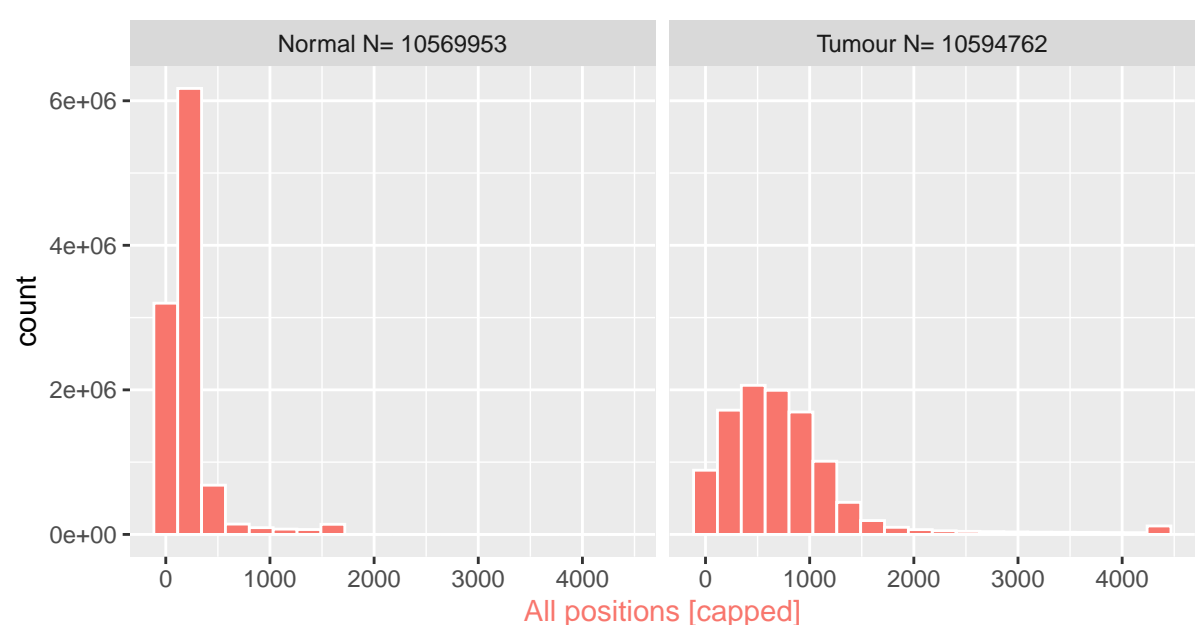 Normal N= 10569953
Tumour N= 10594762
6e+06
4e+06
2e+06
0e+00
count
0 1000 2000 3000 4000
0 1000 2000 3000 4000
All positions [capped]